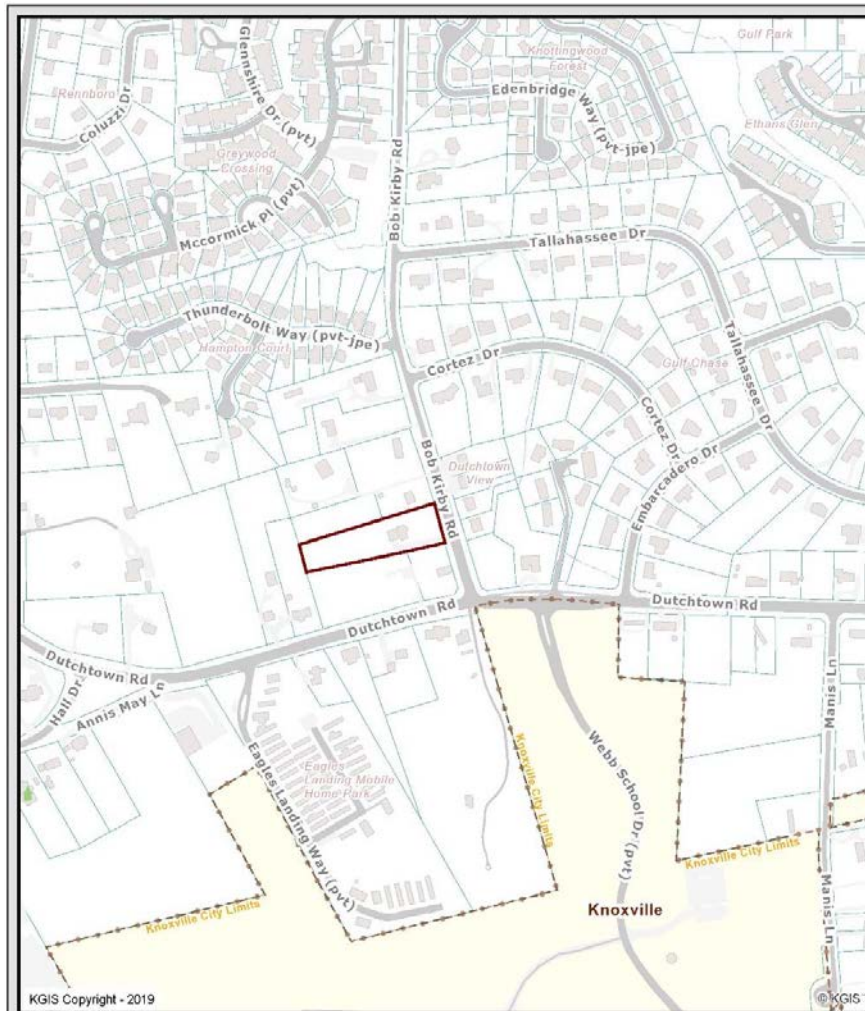 Gulf Park
Glennshire Dr (pvt)
Knottingwood
Forest
Rennboro
Coluzzi Dr
Edenbridge Way (pvt-jpe)
Ethans Glen
Greywood
Crossing
Bob Kirby Rd
Mccormick Pl (pvt)
Tallahassee Dr
Thunderbolt Way (pvt-jpe)
Hampton Court
Tallahassee Dr
Cortez Dr
Gulf Chase
Cortez Dr
Bob Kirby Rd
Dutchtown
View
Embarcadero Dr
Dutchtown Rd
Dutchtown Rd
Dutchtown Rd
Hall Dr
Annis May Ln
Manis Ln
Eagles Landing Way (pvt)
Eagles
Landing Mobile
Home Park
Knoxville City Limits
Webb School Dr (pvt)
Knoxville City Limits
Knoxville City Limits
Knoxville
Manis Ln
KGIS Copyright - 2019
© KGIS